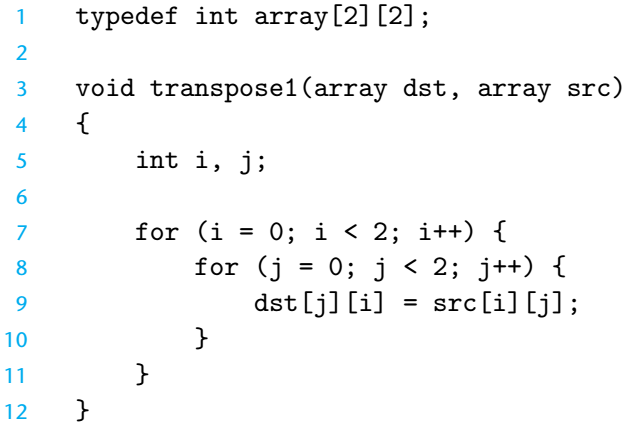 1 typedef int array[2][2];
2
3 void transpose1(array dst, array src)
4 {
5     int i, j;
6
7     for (i = 0; i < 2; i++) {
8         for (j = 0; j < 2; j++) {
9             dst[j][i] = src[i][j];
10         }
11     }
12 }